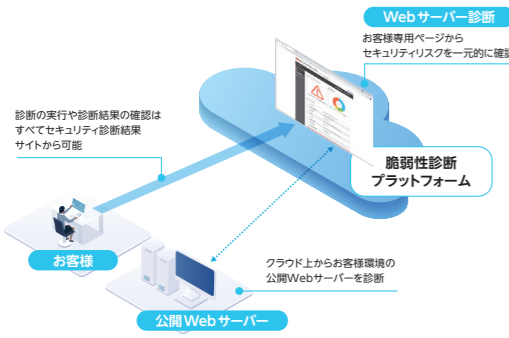 Webサーバー診断
お客様専用ページから
セキュリティリスクを一元的に確認
診断の実行や診断結果の確認は
すべてセキュリティ診断結果
サイトから可能
脆弱性診断
プラットフォーム
お客様
クラウド上からお客様環境の
公開Webサーバーを診断
公開Webサーバー